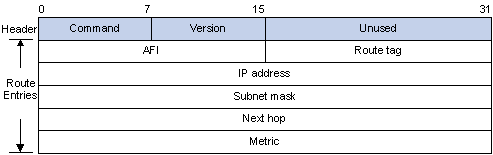 0 7 15 31
Header Command Version Unused
AFI Route tag
IP address
Route
Entries
Subnet mask
Next hop
Metric